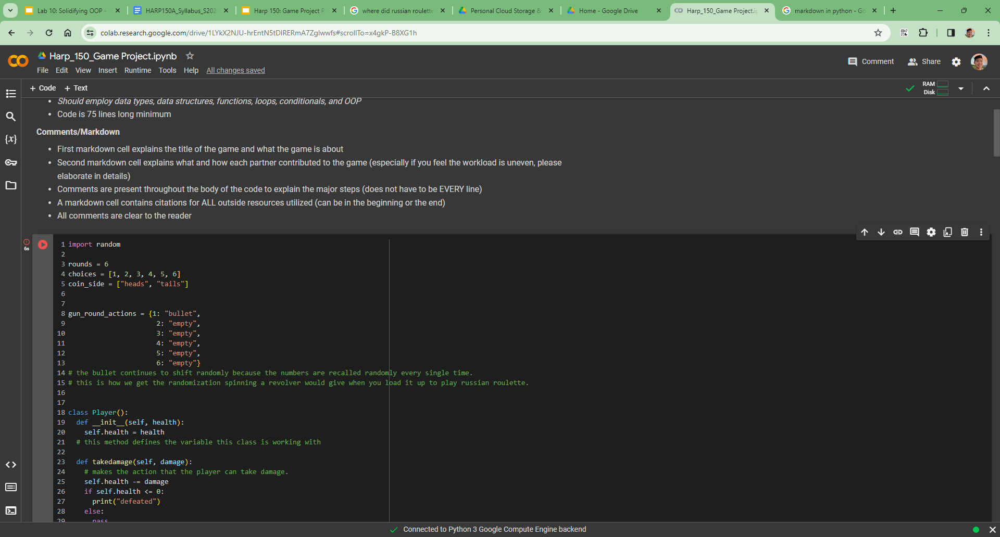 Lab 10: Solidifying OOP -
HARP150A_Syllabus_S202
Harp 150: Game Project P
where did russian roulette
Personal Cloud Storage &
Home - Google Drive
Harp_150_Game Project.ip
markdown in python - Go
colab.research.google.com/drive/1LYkX2NJU-hrEntN5tDIRERmA7Zglwwfs#scrollTo=x4gkP-B8XG1h
Harp_150_Game Project.ipynb
File Edit View Insert Runtime Tools Help All changes saved
Comment Share
+ Code + Text
RAM
Disk
• Should employ data types, data structures, functions, loops, conditionals, and OOP
• Code is 75 lines long minimum
Comments/Markdown
• First markdown cell explains the title of the game and what the game is about
• Second markdown cell explains what and how each partner contributed to the game (especially if you feel the workload is uneven, please
elaborate in details)
• Comments are present throughout the body of the code to explain the major steps (does not have to be EVERY line)
• A markdown cell contains citations for ALL outside resources utilized (can be in the beginning or the end)
• All comments are clear to the reader
6s
1 import random
2
3 rounds = 6
4 choices = [1, 2, 3, 4, 5, 6]
5 coin_side = ["heads", "tails"]
6
7
8 gun_round_actions = {1: "bullet",
9 2: "empty",
10 3: "empty",
11 4: "empty",
12 5: "empty",
13 6: "empty"}
14 # the bullet continues to shift randomly because the numbers are recalled randomly every single time.
15 # this is how we get the randomization spinning a revolver would give when you load it up to play russian roulette.
16
17
18 class Player():
19 def __init__(self, health):
20 self.health = health
21 # this method defines the variable this class is working with
22
23 def takedamage(self, damage):
24 # makes the action that the player can take damage.
25 self.health -= damage
26 if self.health <= 0:
27 print("defeated")
28 else:
29 pass
Connected to Python 3 Google Compute Engine backend